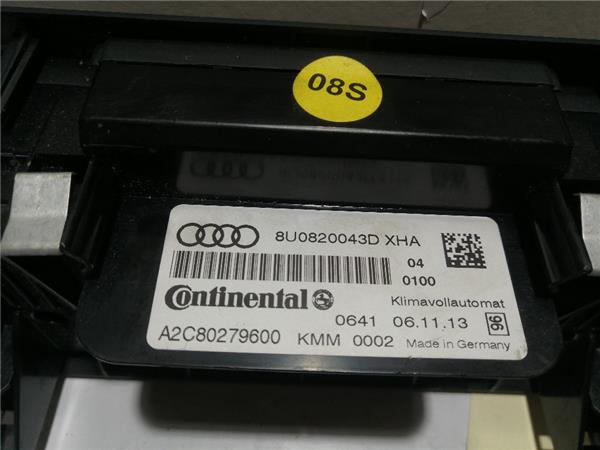 08S
8U0820043D XHA
04
0100
Continental
Klimavollautomat
0641 06.11.13
96
A2C80279600 KMM 0002 Made in Germany